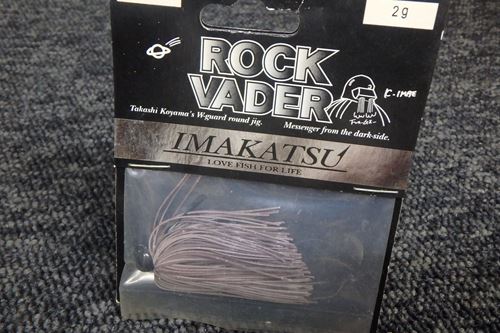 2g
ROCK
VADER
Takashi Koyama's W-guard round jig. Messenger from the dark-side.
IMAKATSU
LOVE FISH FOR LIFE